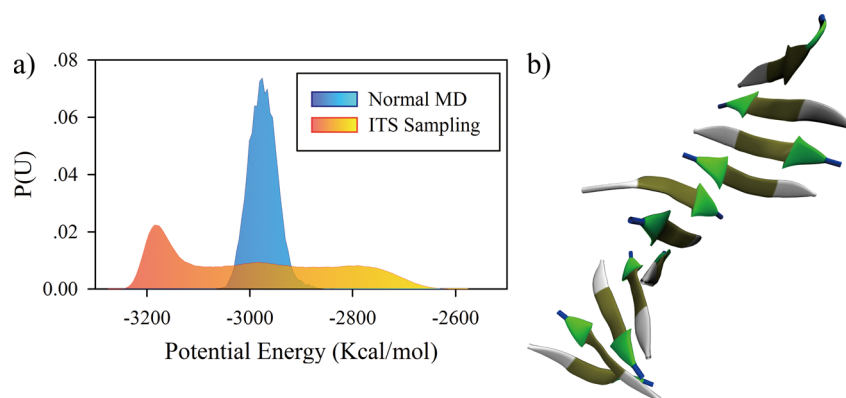 a)
b)
.08
.06
.04
.02
0.00
P(U)
Normal MD
ITS Sampling
-3200 -3000 -2800 -2600
Potential Energy (Kcal/mol)